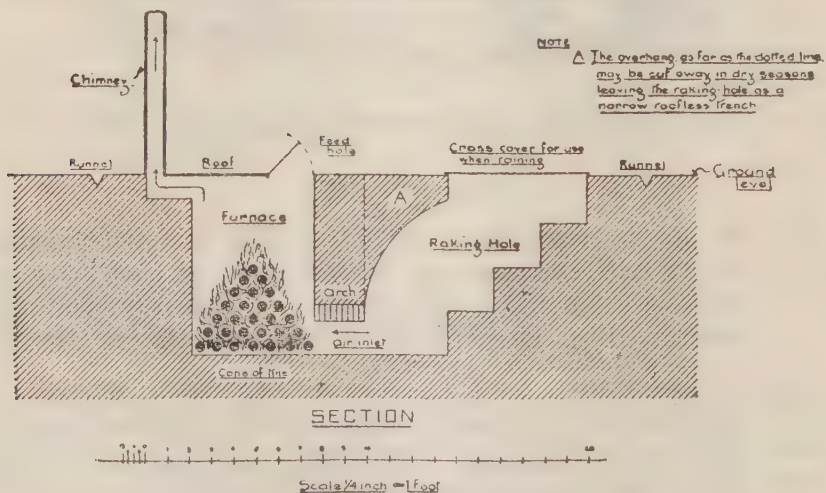 NOTE
A The overhang as far as the dotted line
may be cut away in dry seasons
leaving the raking hole as a
narrow roofless trench
Chimney
Feed
hole
Cross cover for use
when raining
Runnel
Roof
Runnel
Ground
level
A
Furnace
Raking Hole
arch
air inlet
Cone of fire
SECTION
Scale 1/4 inch = 1 Foot